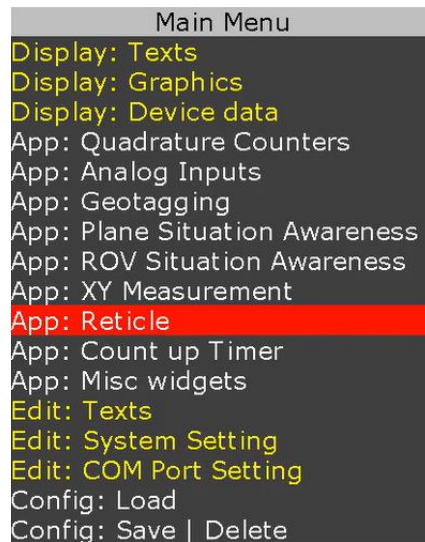 Main Menu
Display: Texts
Display: Graphics
Display: Device data
App: Quadrature Counters
App: Analog Inputs
App: Geotagging
App: Plane Situation Awareness
App: ROV Situation Awareness
App: XY Measurement
App: Reticle
App: Count up Timer
App: Misc widgets
Edit: Texts
Edit: System Setting
Edit: COM Port Setting
Config: Load
Config: Save | Delete